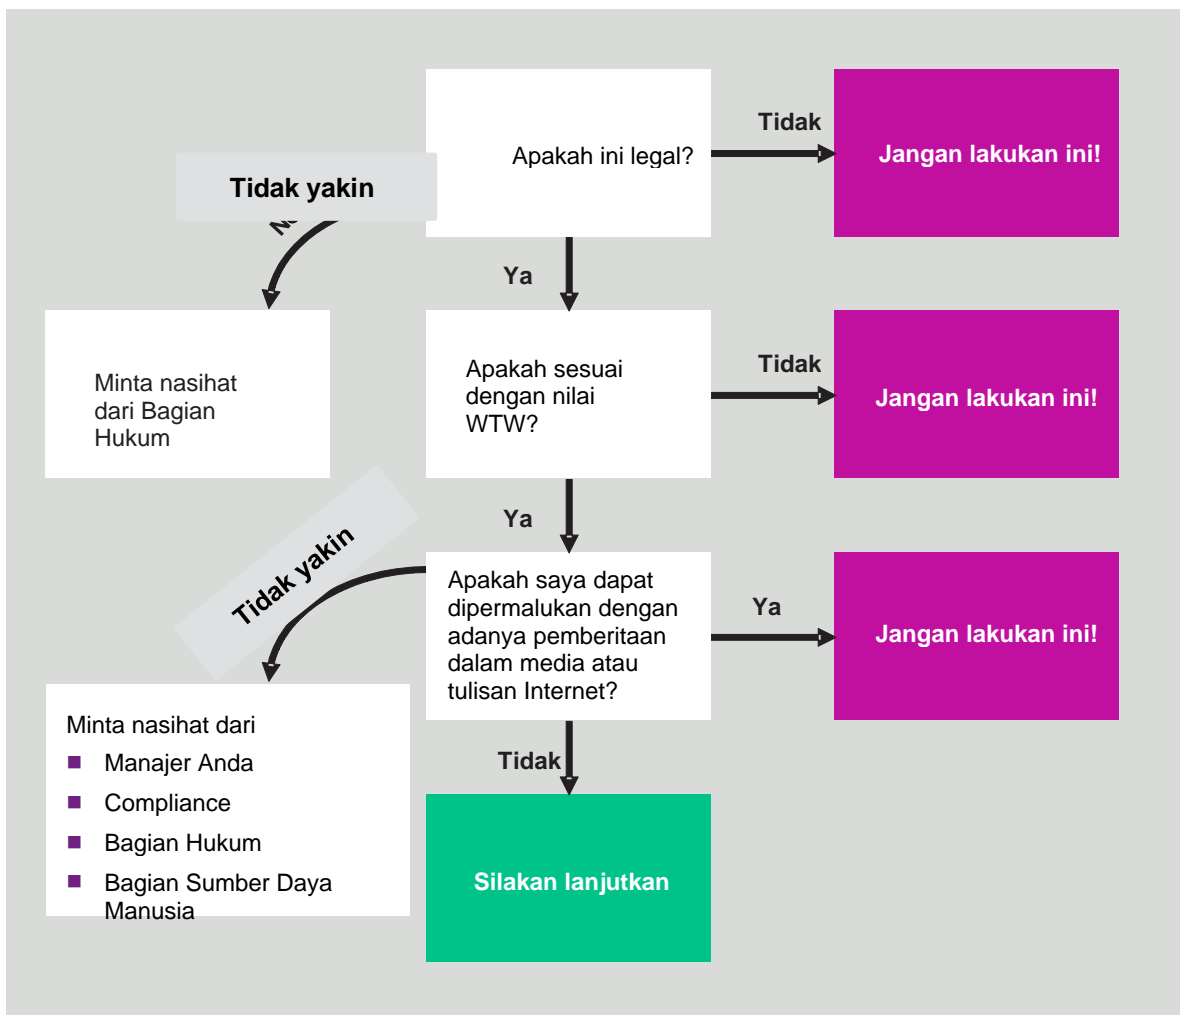 Apakah ini legal?
Tidak
Jangan lakukan ini!
Tidak yakin
Ya
Minta nasihat
dari Bagian
Hukum
Apakah sesuai
dengan nilai
WTW?
Tidak
Jangan lakukan ini!
Ya
Tidak yakin
Apakah saya dapat
dipermalukan dengan
adanya pemberitaan
dalam media atau
tulisan Internet?
Ya
Jangan lakukan ini!
Minta nasihat dari
Manajer Anda
Compliance
Bagian Hukum
Bagian Sumber Daya
Manusia
Tidak
Silakan lanjutkan